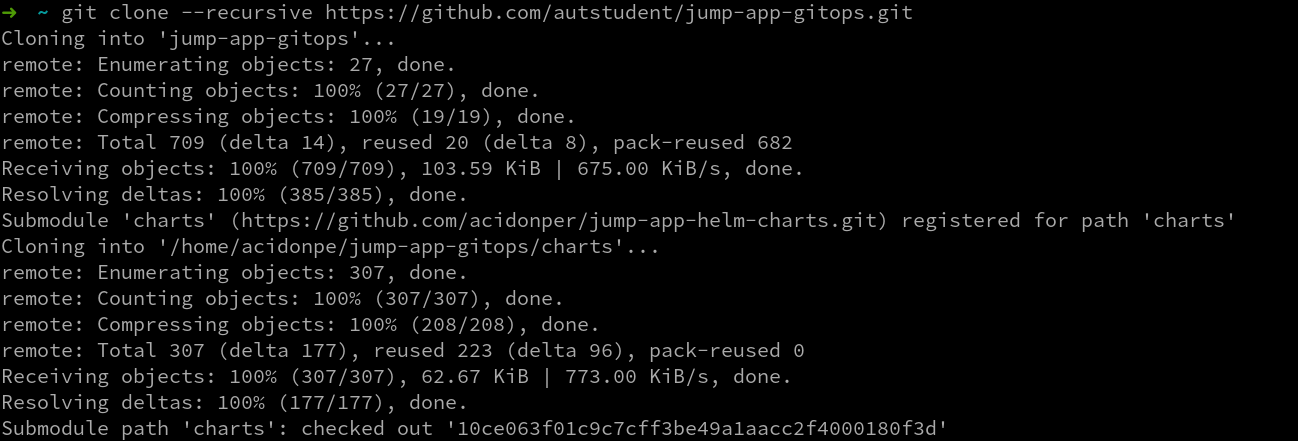 ➜  ~ git clone --recursive https://github.com/autstudent/jump-app-gitops.git
Cloning into 'jump-app-gitops'...
remote: Enumerating objects: 27, done.
remote: Counting objects: 100% (27/27), done.
remote: Compressing objects: 100% (19/19), done.
remote: Total 709 (delta 14), reused 20 (delta 8), pack-reused 682
Receiving objects: 100% (709/709), 103.59 KiB | 675.00 KiB/s, done.
Resolving deltas: 100% (385/385), done.
Submodule 'charts' (https://github.com/acidonper/jump-app-helm-charts.git) registered for path 'charts'
Cloning into '/home/acidonpe/jump-app-gitops/charts'...
remote: Enumerating objects: 307, done.
remote: Counting objects: 100% (307/307), done.
remote: Compressing objects: 100% (208/208), done.
remote: Total 307 (delta 177), reused 223 (delta 96), pack-reused 0
Receiving objects: 100% (307/307), 62.67 KiB | 773.00 KiB/s, done.
Resolving deltas: 100% (177/177), done.
Submodule path 'charts': checked out '10ce063f01c9c7cff3be49a1aacc2f4000180f3d'